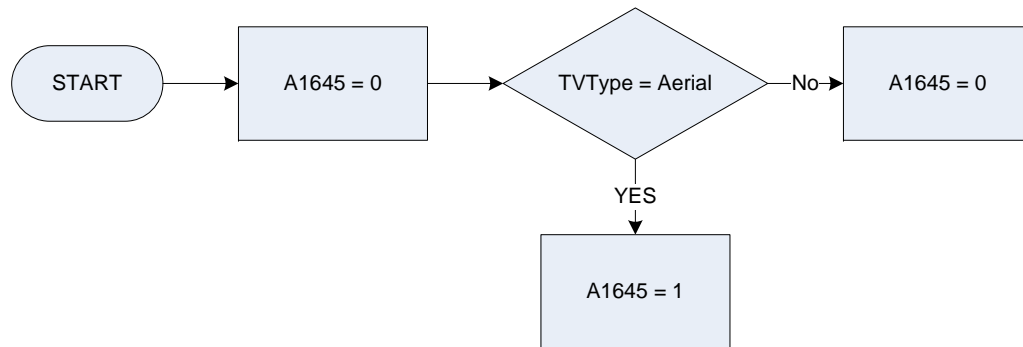 START
A1645 = 0
TVType = Aerial
No
A1645 = 0
YES
A1645 = 1